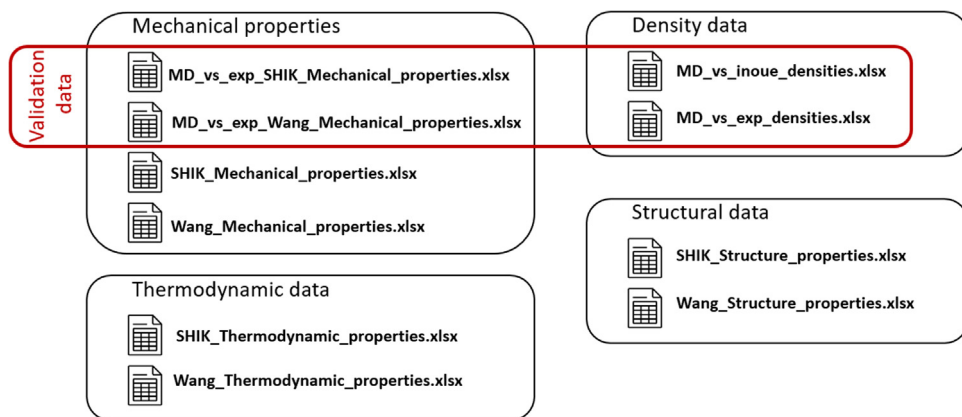 Mechanical properties
Validation
data
MD_vs_exp_SHIK_Mechanical_properties.xlsx
MD_vs_exp_Wang_Mechanical_properties.xlsx
SHIK_Mechanical_properties.xlsx
Wang_Mechanical_properties.xlsx
Density data
MD_vs_inoue_densities.xlsx
MD_vs_exp_densities.xlsx
Structural data
SHIK_Structure_properties.xlsx
Wang_Structure_properties.xlsx
Thermodynamic data
SHIK_Thermodynamic_properties.xlsx
Wang_Thermodynamic_properties.xlsx